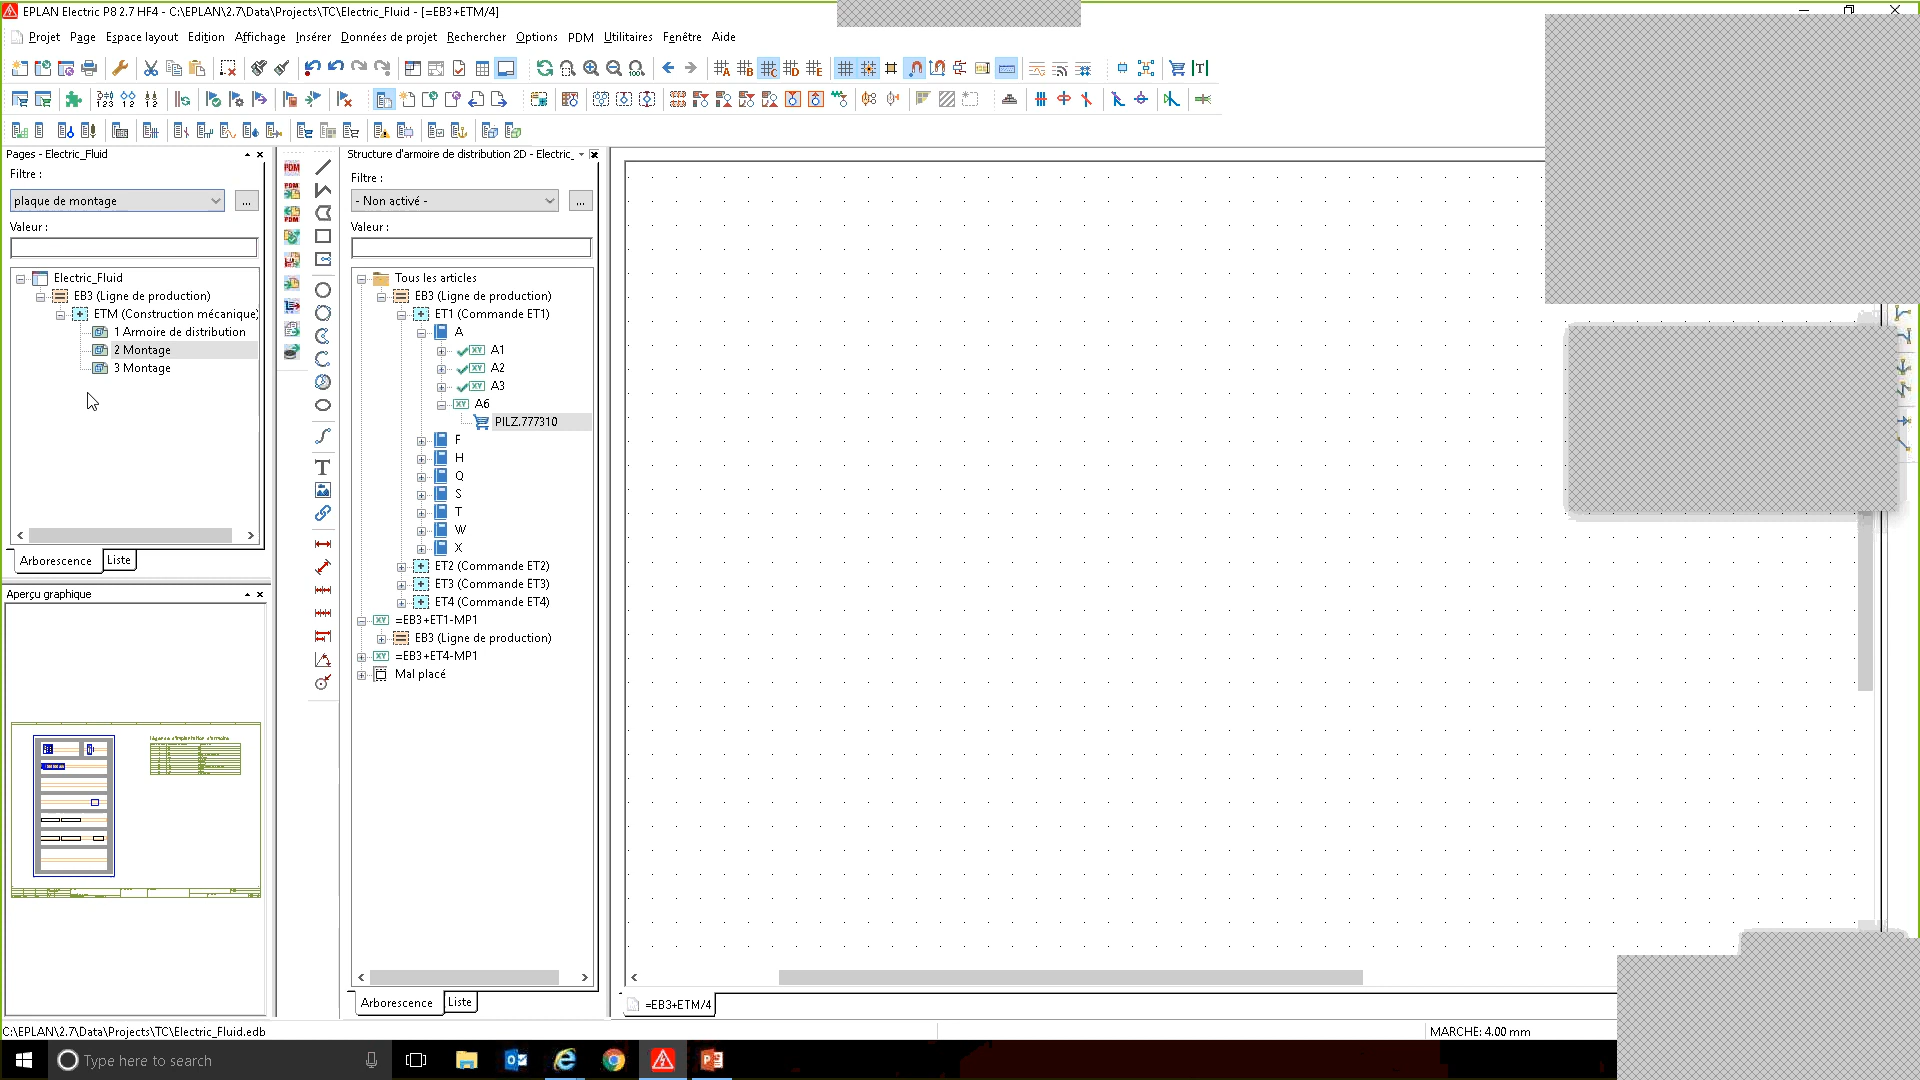 EPLAN Electric P8 2.7 HF4 - C:\EPLAN\2.7\Data\Projects\TC\Electric_Fluid - [=EB3+ETM/4]
Projet Page Espace layout Edition Affichage Insérer Données de projet Rechercher Options PDM Utilitaires Fenêtre Aide
Pages - Electric_Fluid
Filtre :
plaque de montage
...
Valeur :
Electric_Fluid
EB3 (Ligne de production)
ETM (Construction mécanique)
1 Armoire de distribution
2 Montage
3 Montage
Arborescence
Liste
Aperçu graphique
PDM
PDM
PDM
Structure d'armoire de distribution 2D - Electric_
Filtre :
- Non activé -
...
Valeur :
Tous les articles
EB3 (Ligne de production)
ET1 (Commande ET1)
A
A1
A2
A3
A6
PILZ.777310
F
H
Q
S
T
W
X
ET2 (Commande ET2)
ET3 (Commande ET3)
ET4 (Commande ET4)
=EB3+ET1-MP1
EB3 (Ligne de production)
=EB3+ET4-MP1
Mal placé
Arborescence
Liste
=EB3+ETM/4
C:\EPLAN\2.7\Data\Projects\TC\Electric_Fluid.edb
MARCHE: 4.00 mm
Type here to search